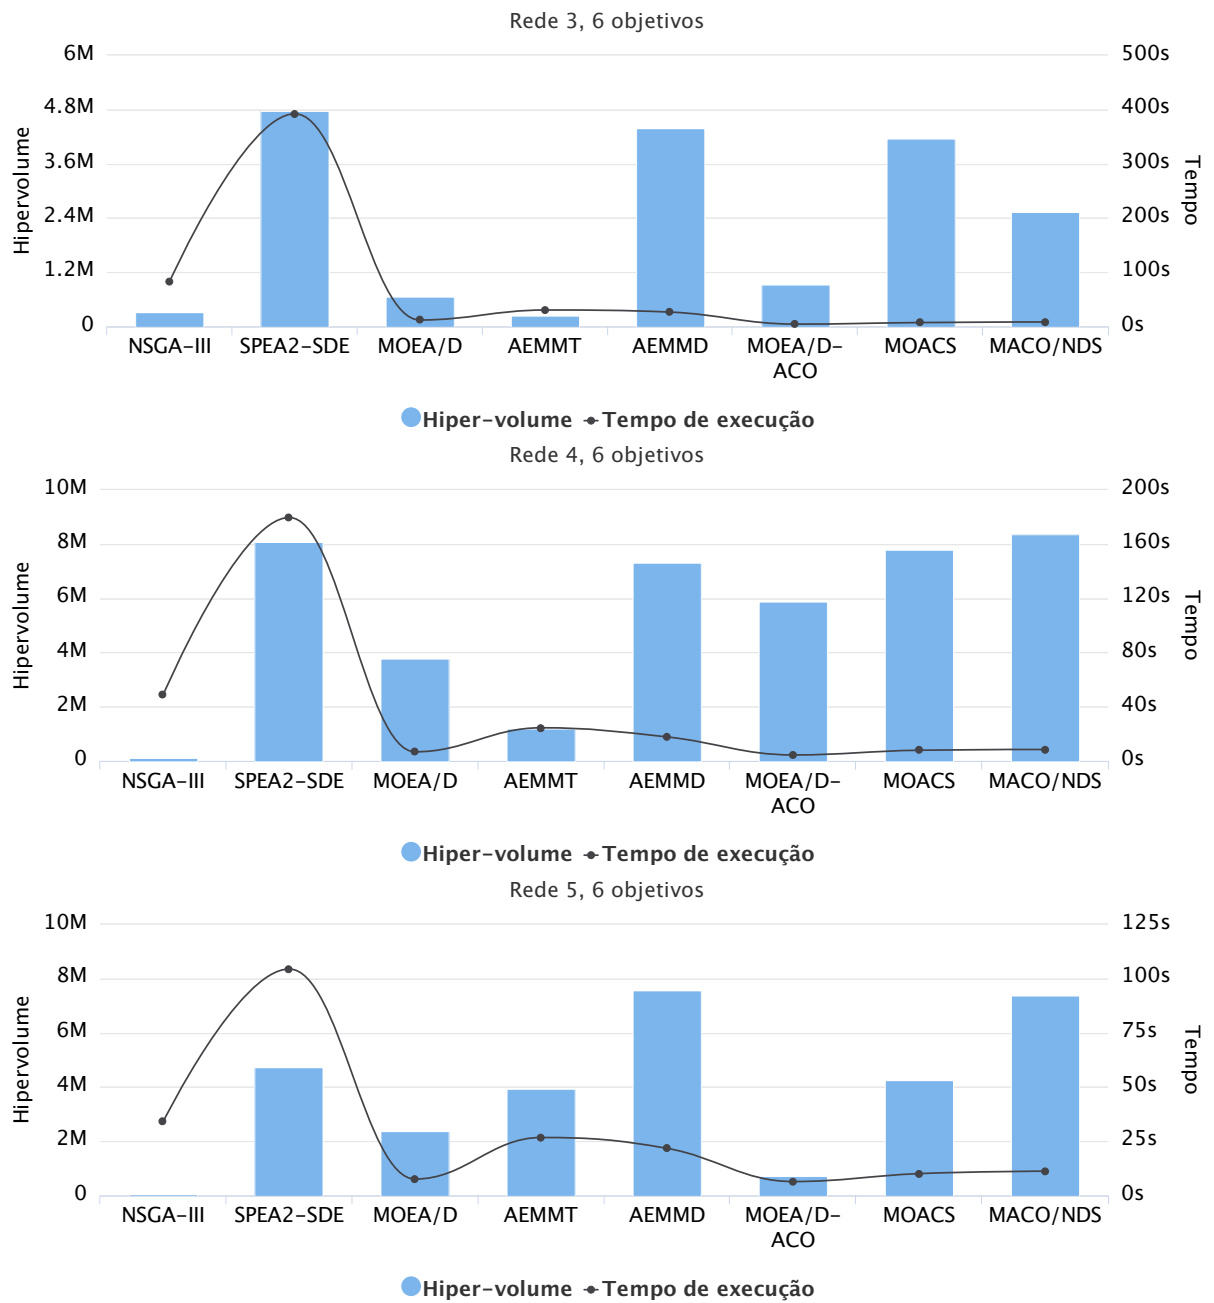 Rede 3, 6 objetivos
6M 500s
4.8M 400s
3.6M 300s
2.4M 200s
1.2M 100s
0 0s
Hipervolume
Tempo
NSGA-III SPEA2-SDE MOEA/D AEMMT AEMMD MOEA/D-ACO MOACS MACO/NDS
Hiper-volume Tempo de execução
Rede 4, 6 objetivos
10M 200s
8M 160s
6M 120s
4M 80s
2M 40s
0 0s
Hipervolume
Tempo
NSGA-III SPEA2-SDE MOEA/D AEMMT AEMMD MOEA/D-ACO MOACS MACO/NDS
Hiper-volume Tempo de execução
Rede 5, 6 objetivos
10M 125s
8M 100s
6M 75s
4M 50s
2M 25s
0 0s
Hipervolume
Tempo
NSGA-III SPEA2-SDE MOEA/D AEMMT AEMMD MOEA/D-ACO MOACS MACO/NDS
Hiper-volume Tempo de execução